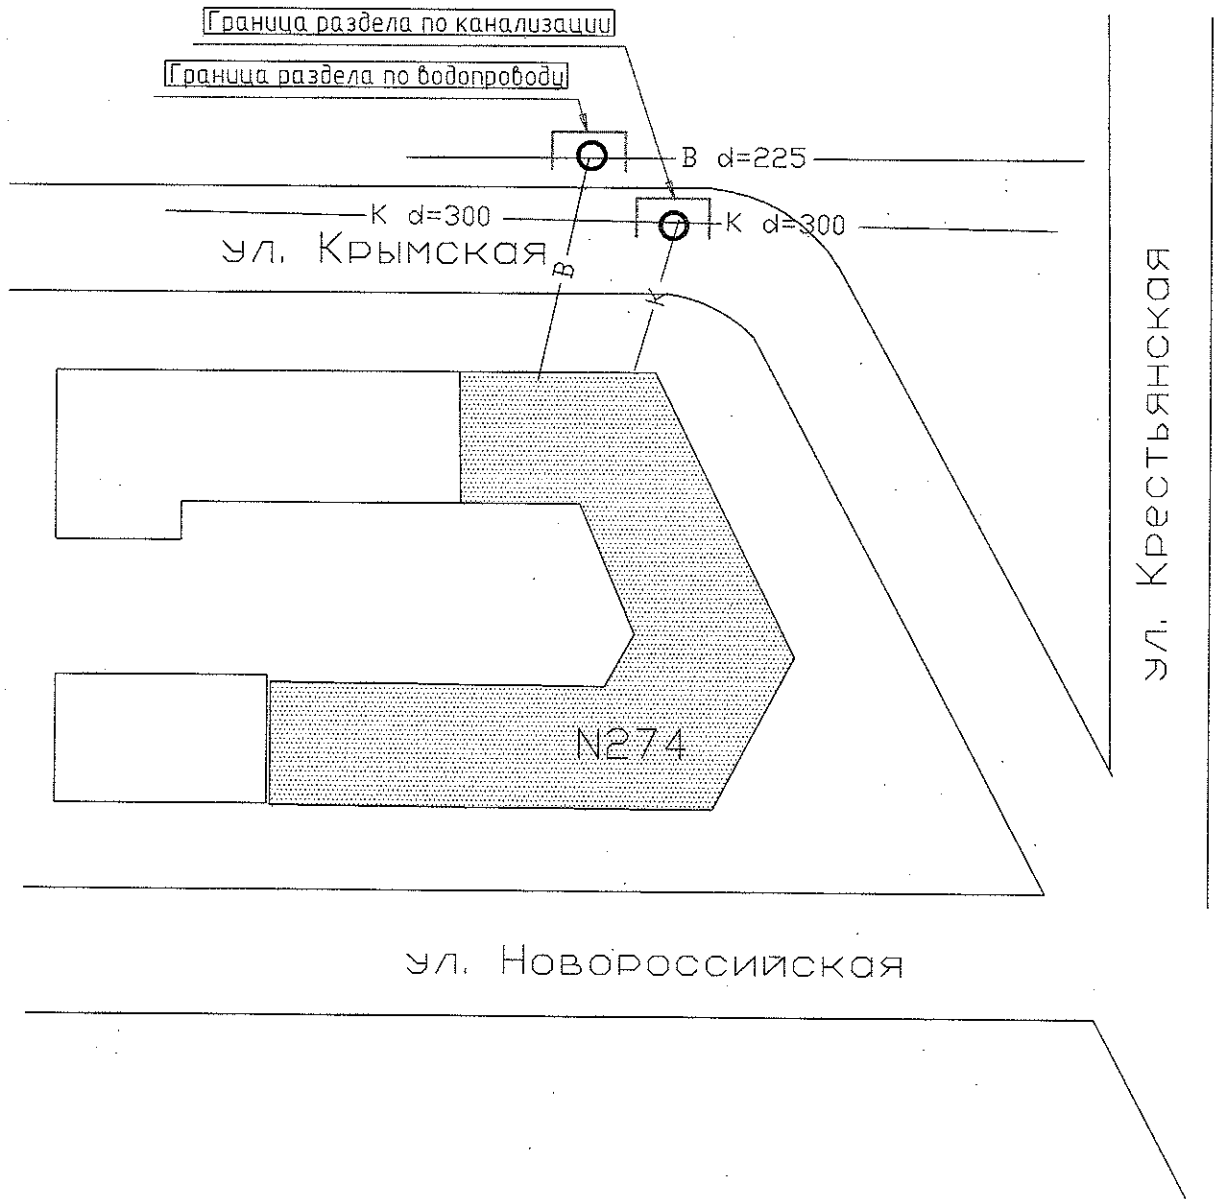 Граница раздела по канализации
Граница раздела по водопроводу
В d=225
К d=300
К d=300
ул. Крымская
В
К
ул. Крестьянская
N274
ул. Новороссийская